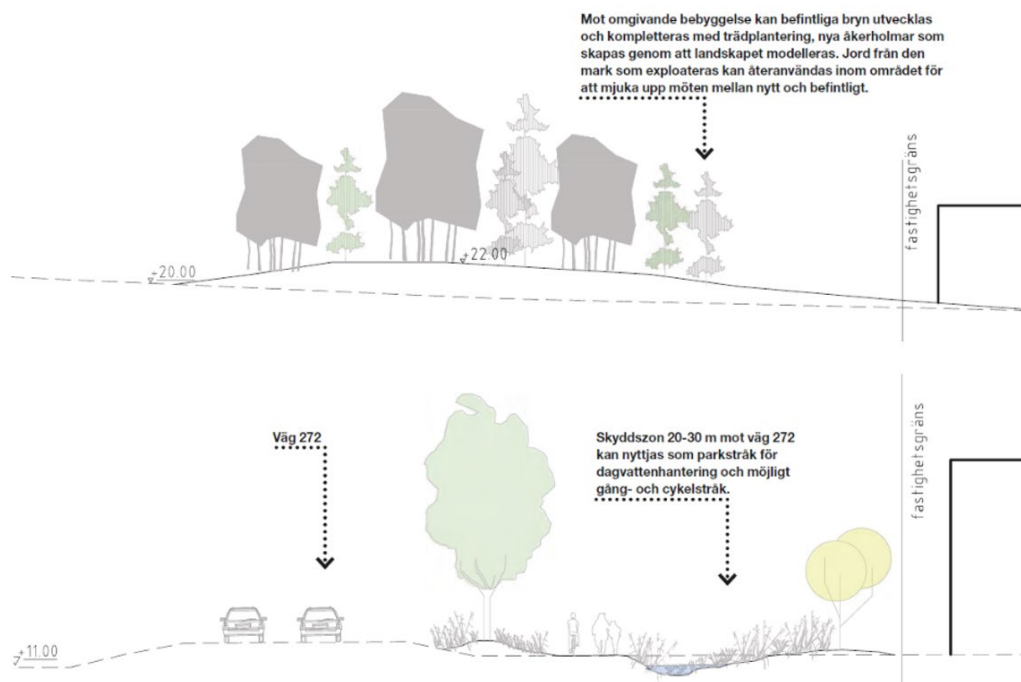 Mot omgivande bebyggelse kan befintliga bryn utvecklas
och kompletteras med trädplantering, nya åkerholmar som
skapas genom att landskapet modelleras. Jord från den
mark som exploateras kan återanvändas inom området för
att mjuka upp möten mellan nytt och befintligt.
fastighetsgräns
+22.00
+20.00
Väg 272
Skyddszon 20-30 m mot väg 272
kan nyttjas som parkstråk för
dagvattenhantering och möjligt
gång- och cykelstråk.
fastighetsgräns
+11.00